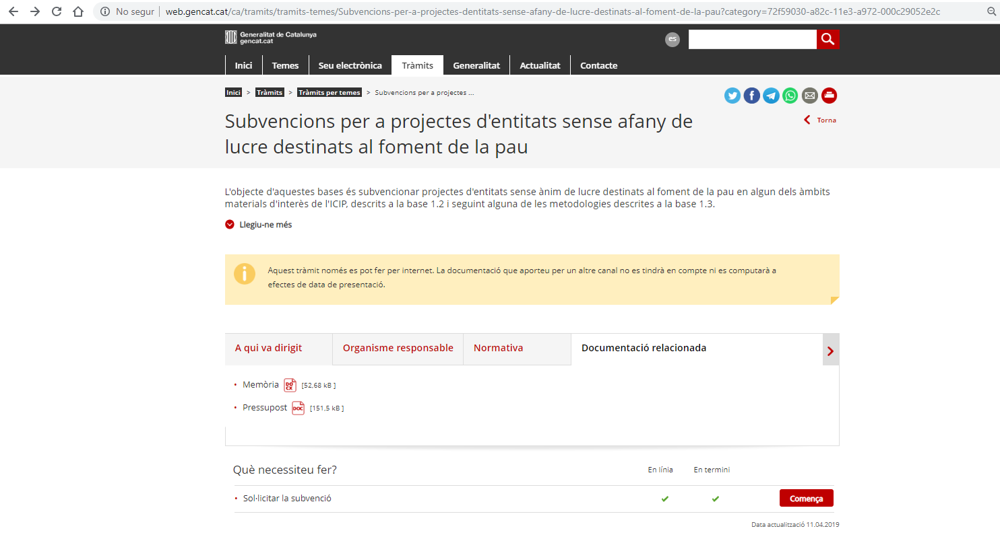 No segur
web.gencat.cat/ca/tramits/tramits-temes/Subvencions-per-a-projectes-dentitats-sense-afany-de-lucre-destinats-al-foment-de-la-pau?category=72f59030-a82c-11e3-a972-000c29052e2c
Generalitat de Catalunya
gencat.cat
es
Inici Temes Seu electrònica Tràmits Generalitat Actualitat Contacte
Inici > Tràmits > Tràmits per temes > Subvencions per a projectes ...
Subvencions per a projectes d'entitats sense afany de
lucre destinats al foment de la pau
Torna
L'objecte d'aquestes bases és subvencionar projectes d'entitats sense ànim de lucre destinats al foment de la pau en algun dels àmbits
materials d'interès de l'ICIP, descrits a la base 1.2 i seguint alguna de les metodologies descrites a la base 1.3.
Llegiu-ne més
Aquest tràmit només es pot fer per internet. La documentació que aporteu per un altre canal no es tindrà en compte ni es computarà a
efectes de data de presentació.
A qui va dirigit Organisme responsable Normativa Documentació relacionada
• Memòria DOCX [52,68 kB ]
• Pressupost DOC [151,5 kB ]
Què necessiteu fer? En línia En termini
• Sol·licitar la subvenció Comença
Data actualització 11.04.2019